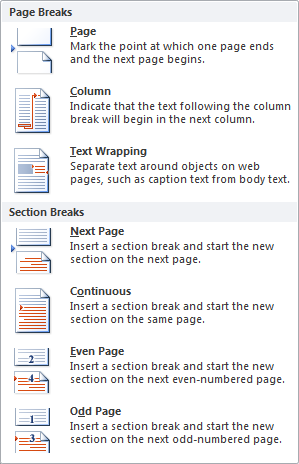 Page Breaks
Page
Mark the point at which one page ends
and the next page begins.
Column
Indicate that the text following the column
break will begin in the next column.
Text Wrapping
Separate text around objects on web
pages, such as caption text from body text.
Section Breaks
Next Page
Insert a section break and start the new
section on the next page.
Continuous
Insert a section break and start the new
section on the same page.
2
4
Even Page
Insert a section break and start the new
section on the next even-numbered page.
1
3
Odd Page
Insert a section break and start the new
section on the next odd-numbered page.